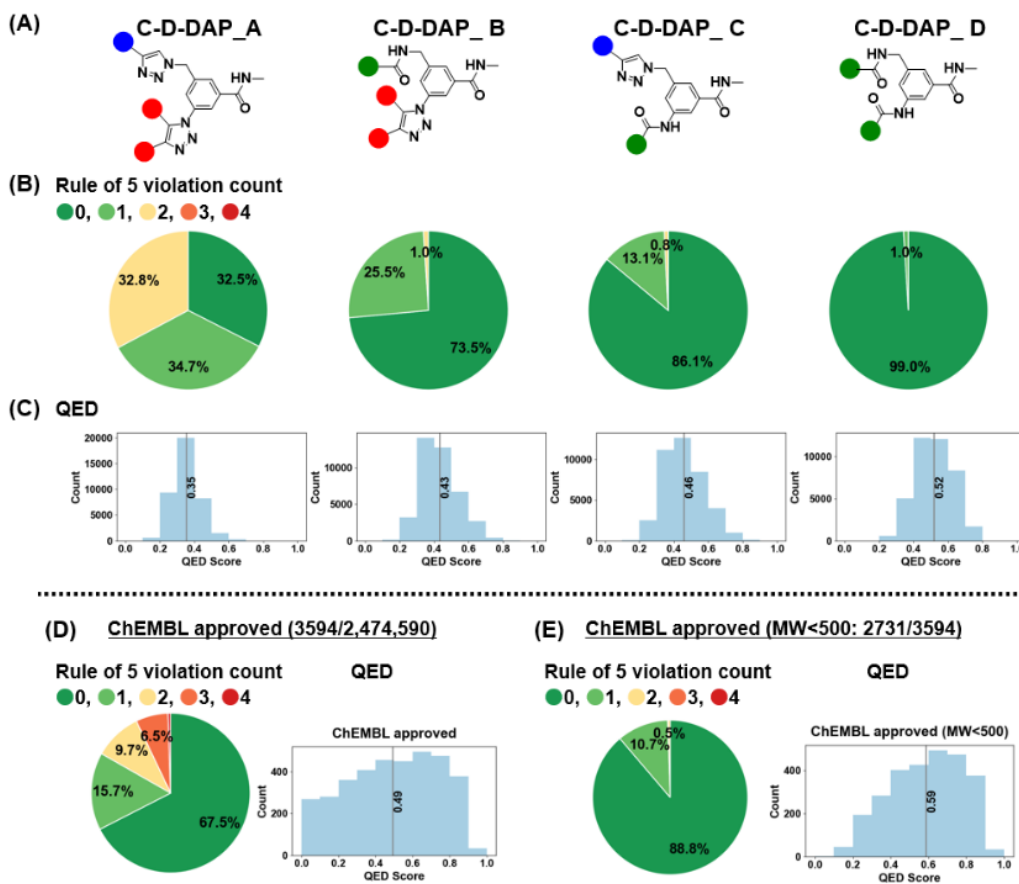 (A)
C-D-DAP_A
C-D-DAP_ B
C-D-DAP_ C
C-D-DAP_ D
N=N
N
H
N
O
N
N
N
HN
O
H
N
O
N
N
N
N=N
N
H
N
O
O
NH
HN
O
H
N
O
O
NH
(B) Rule of 5 violation count
0, 1, 2, 3, 4
32.8%
32.5%
34.7%
1.0%
25.5%
73.5%
0.8%
13.1%
86.1%
1.0%
99.0%
(C) QED
Count
20000
15000
10000
5000
0
0.35
0.0 0.2 0.4 0.6 0.8 1.0
QED Score
Count
10000
5000
0
0.43
0.0 0.2 0.4 0.6 0.8 1.0
QED Score
Count
10000
5000
0
0.46
0.0 0.2 0.4 0.6 0.8 1.0
QED Score
Count
10000
5000
0
0.52
0.0 0.2 0.4 0.6 0.8 1.0
QED Score
(D) ChEMBL approved (3594/2,474,590)
Rule of 5 violation count
0, 1, 2, 3, 4
6.5%
9.7%
15.7%
67.5%
QED
ChEMBL approved
Count
400
200
0
0.49
0.0 0.2 0.4 0.6 0.8 1.0
QED Score
(E) ChEMBL approved (MW<500: 2731/3594)
Rule of 5 violation count
0, 1, 2, 3, 4
0.5%
10.7%
88.8%
QED
ChEMBL approved (MW<500)
Count
400
200
0
0.59
0.0 0.2 0.4 0.6 0.8 1.0
QED Score